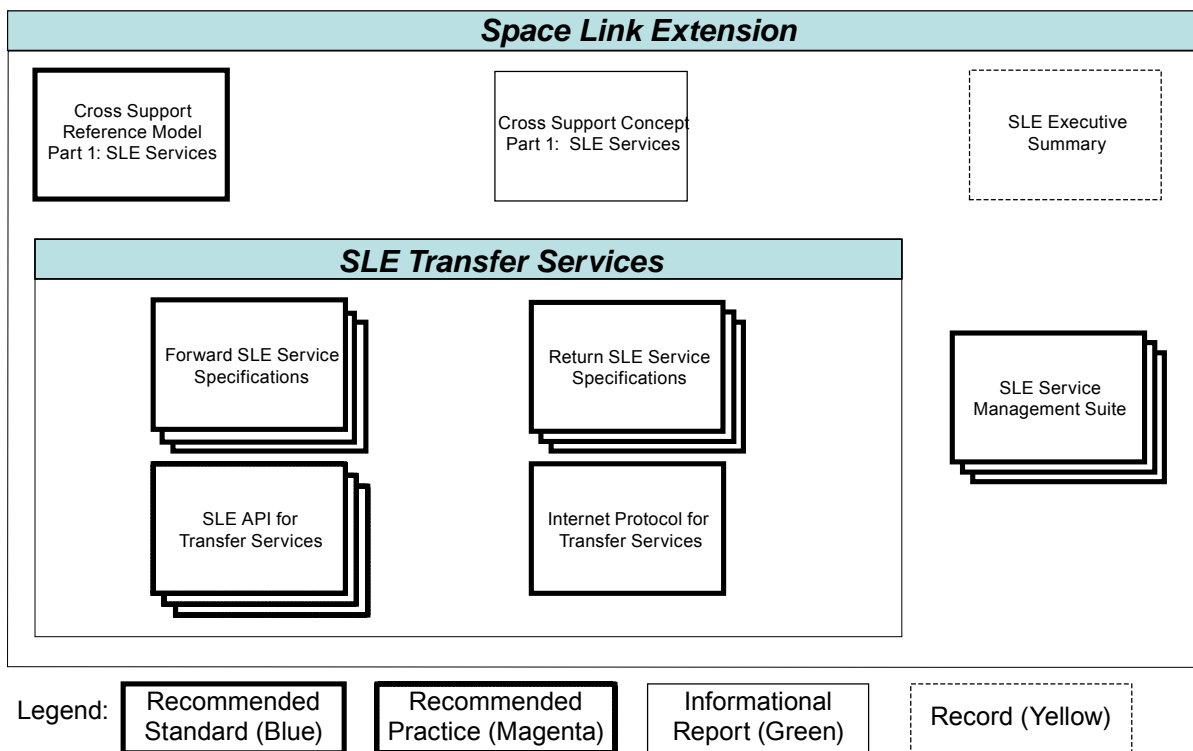 Space Link Extension
Cross Support
Reference Model
Part 1: SLE Services
Cross Support Concept
Part 1: SLE Services
SLE Executive
Summary
SLE Transfer Services
Forward SLE Service
Specifications
Return SLE Service
Specifications
SLE Service
Management Suite
SLE API for
Transfer Services
Internet Protocol for
Transfer Services
Legend:
Recommended
Standard (Blue)
Recommended
Practice (Magenta)
Informational
Report (Green)
Record (Yellow)